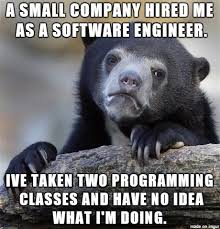 A SMALL COMPANY HIRED ME
AS A SOFTWARE ENGINEER.
IVE TAKEN TWO PROGRAMMING
CLASSES AND HAVE NO IDEA
WHAT I'M DOING.
made on imgur